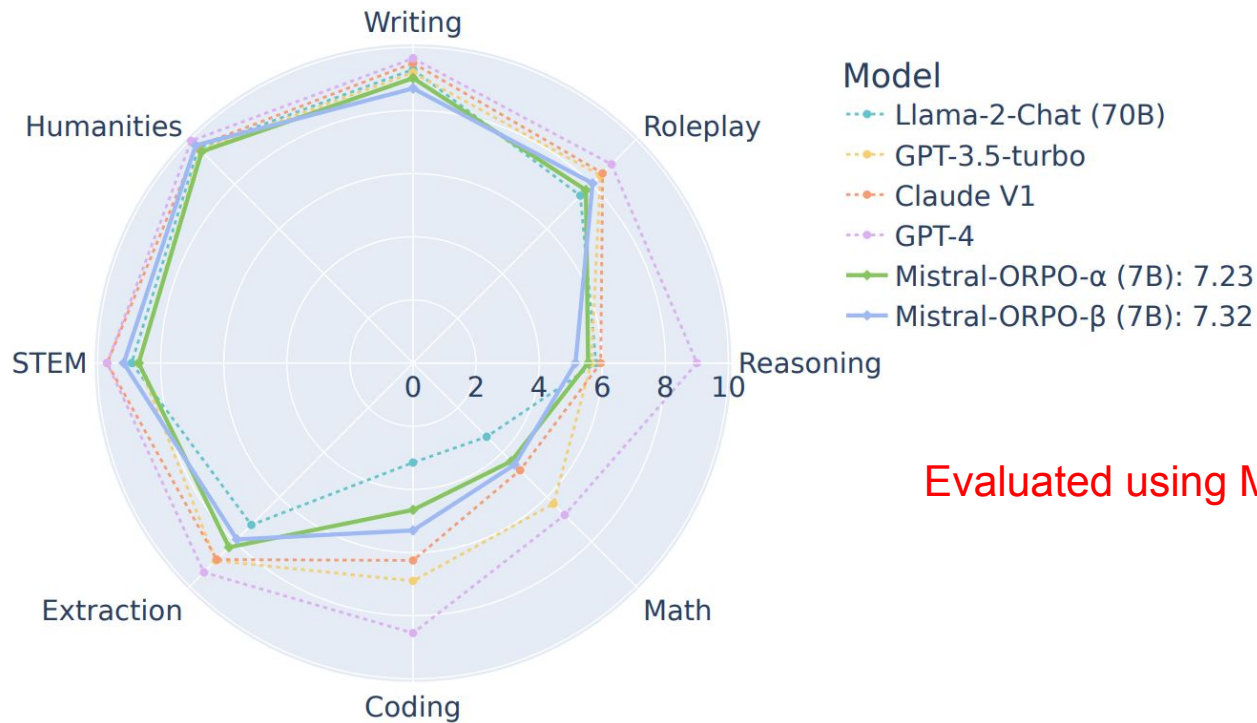 Writing
Humanities
Roleplay
STEM
Reasoning
0 2 4 6 8 10
Extraction
Math
Coding
Model
Llama-2-Chat (70B)
GPT-3.5-turbo
Claude V1
GPT-4
Mistral-ORPO-α (7B): 7.23
Mistral-ORPO-β (7B): 7.32
Evaluated using